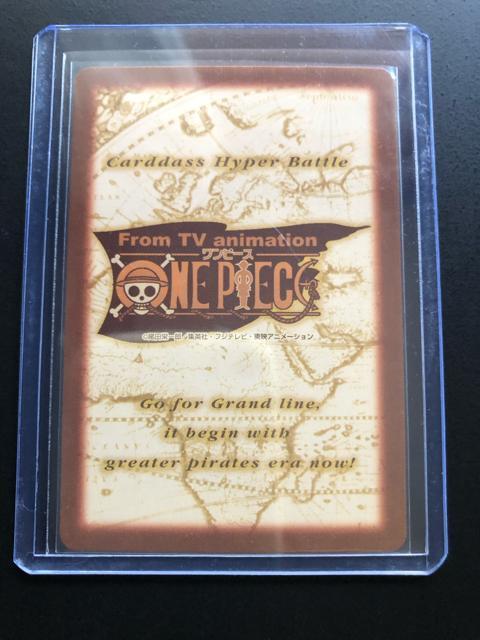 Carddass Hyper Battle
From TV animation
ワンピース
ONE PIECE
©尾田栄一郎・集英社・フジテレビ・東映アニメーション
Go for Grand line,
it begin with
greater pirates era now!